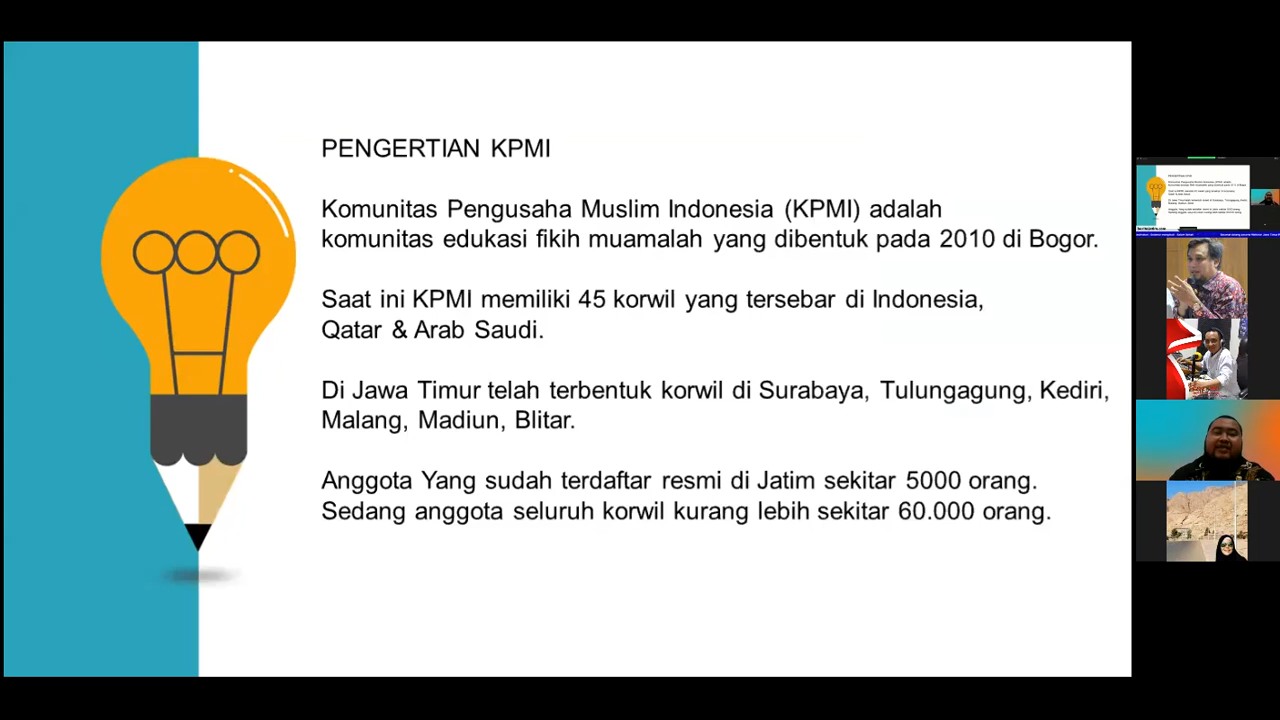 PENGERTIAN KPMI
Komunitas Pengusaha Muslim Indonesia (KPMI) adalah
komunitas edukasi fikih muamalah yang dibentuk pada 2010 di Bogor.
Saat ini KPMI memiliki 45 korwil yang tersebar di Indonesia,
Qatar & Arab Saudi.
Di Jawa Timur telah terbentuk korwil di Surabaya, Tulungagung, Kediri,
Malang, Madiun, Blitar.
Anggota Yang sudah terdaftar resmi di Jatim sekitar 5000 orang.
Sedang anggota seluruh korwil kurang lebih sekitar 60.000 orang.